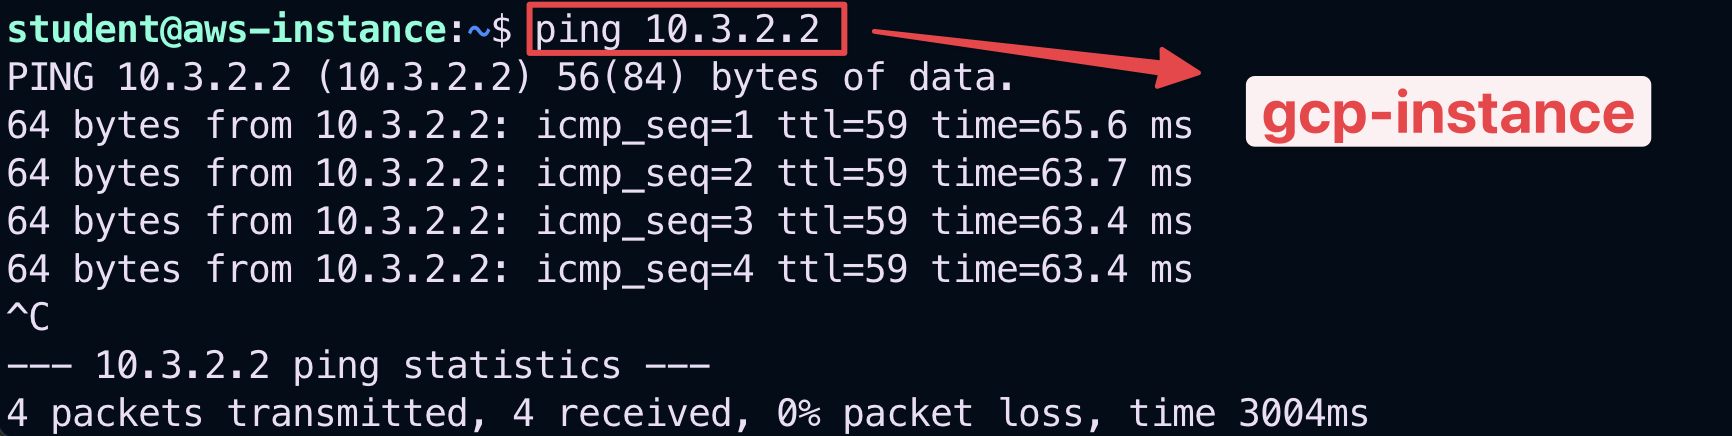 student@aws-instance:~$ ping 10.3.2.2
PING 10.3.2.2 (10.3.2.2) 56(84) bytes of data.
gcp-instance
64 bytes from 10.3.2.2: icmp_seq=1 ttl=59 time=65.6 ms
64 bytes from 10.3.2.2: icmp_seq=2 ttl=59 time=63.7 ms
64 bytes from 10.3.2.2: icmp_seq=3 ttl=59 time=63.4 ms
64 bytes from 10.3.2.2: icmp_seq=4 ttl=59 time=63.4 ms
^C
--- 10.3.2.2 ping statistics ---
4 packets transmitted, 4 received, 0% packet loss, time 3004ms